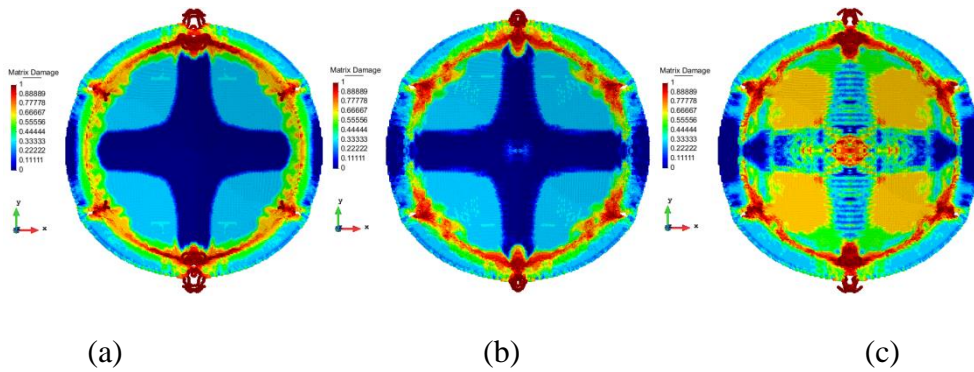 Matrix Damage
1
0.88889
0.77778
0.66667
0.55556
0.44444
0.33333
0.22222
0.11111
0
y
x
Matrix Damage
1
0.88889
0.77778
0.66667
0.55556
0.44444
0.33333
0.22222
0.11111
0
y
x
Matrix Damage
1
0.88889
0.77778
0.66667
0.55556
0.44444
0.33333
0.22222
0.11111
0
y
x
(a)
(b)
(c)